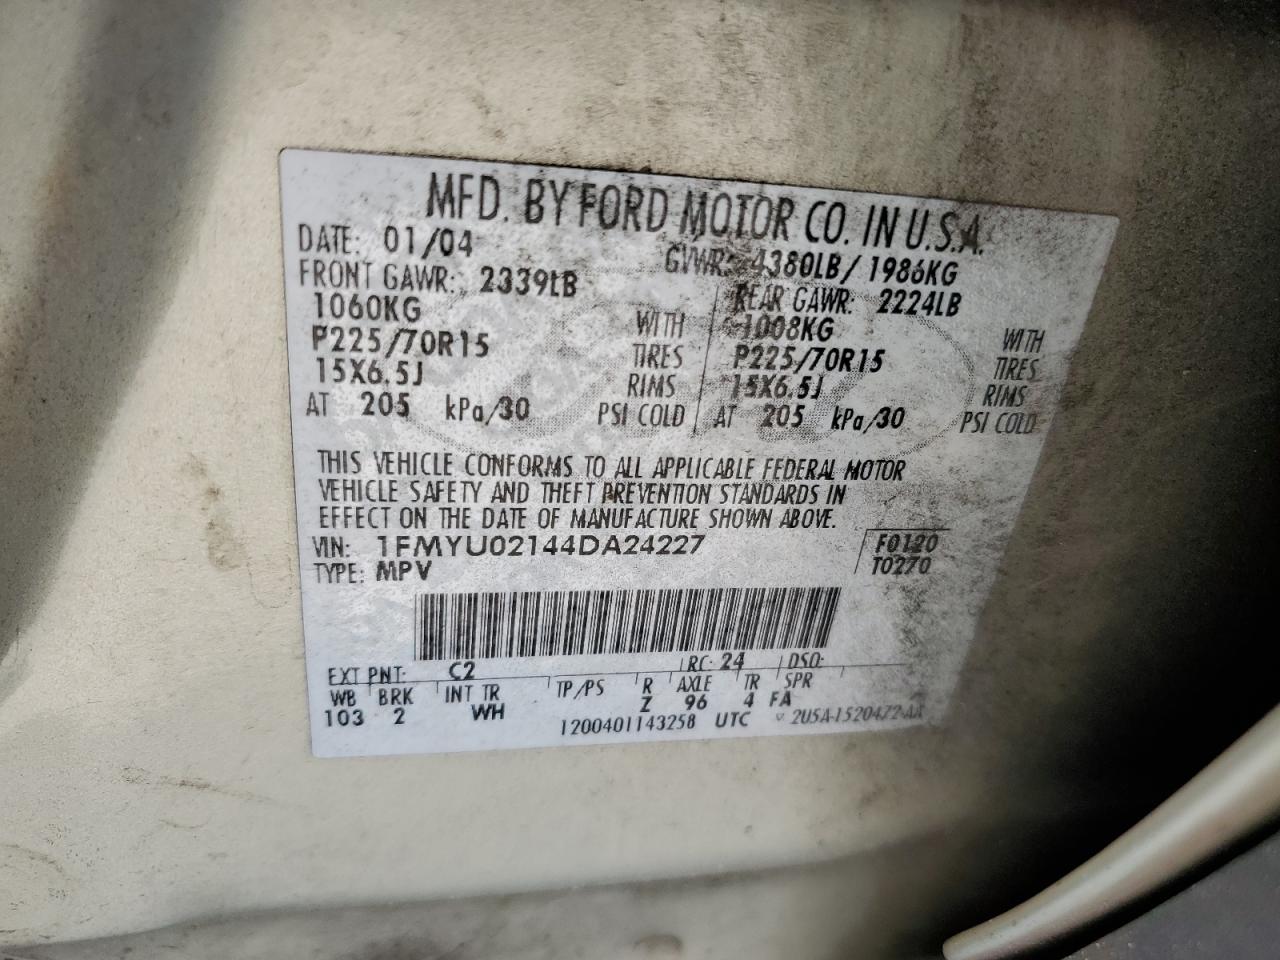 MFD. BY FORD MOTOR CO. IN U.S.A.
DATE: 01/04 GVWR: 4380LB/ 1986KG
FRONT GAWR: 2339LB REAR GAWR: 2224LB
1060KG WITH 1008KG WITH
P225/70R15 TIRES P225/70R15 TIRES
15X6.5J RIMS 15X6.5J RIMS
AT 205 kPa/30 PSI COLD AT 205 kPa/30 PSI COLD
THIS VEHICLE CONFORMS TO ALL APPLICABLE FEDERAL MOTOR
VEHICLE SAFETY AND THEFT PREVENTION STANDARDS IN
EFFECT ON THE DATE OF MANUFACTURE SHOWN ABOVE.
VIN: 1FMYU02144DA24227 F0120
TYPE: MPV T0270
EXT PNT: C2 RC: 24 DSO:
WB BRK INT TR TP/PS R AXLE TR SPR
103 2 WH Z 96 4 FA
1200401143258 UTC 2U5A-1520472-AA